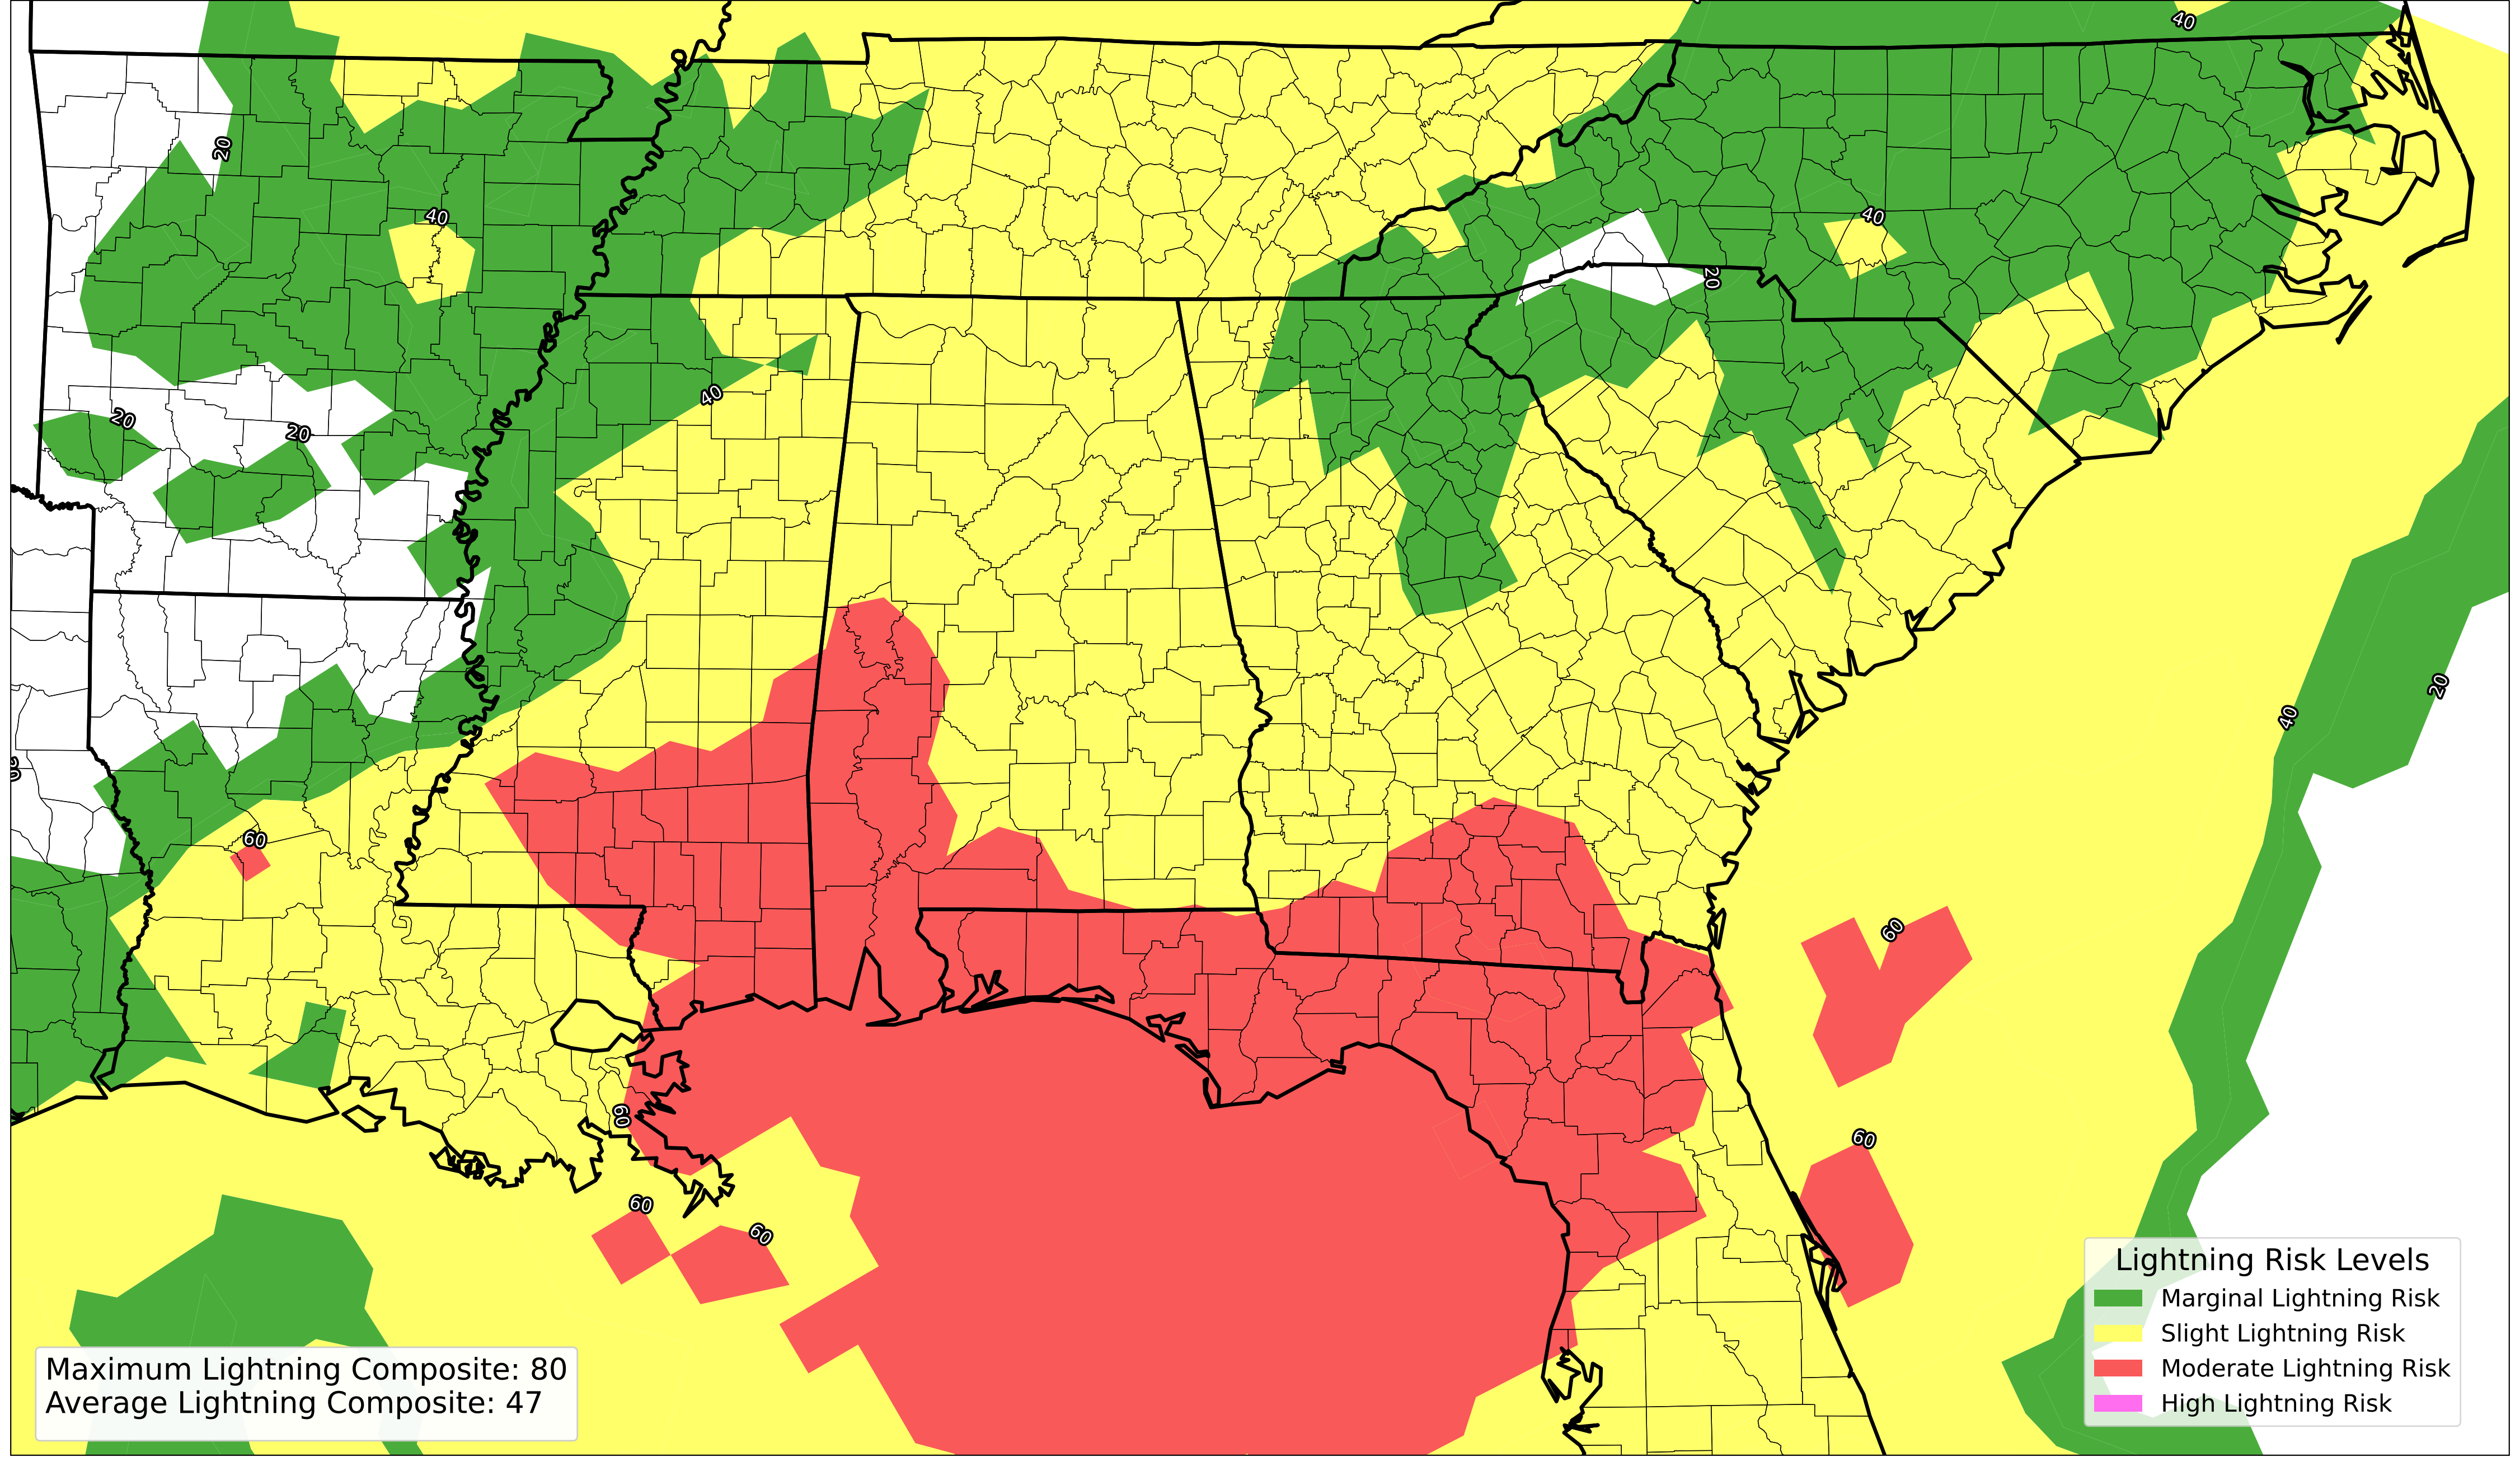 40
20
40
40
20
40
20
20
20
40
20
60
60
60
60
60
60
Lightning Risk Levels
Marginal Lightning Risk
Slight Lightning Risk
Moderate Lightning Risk
High Lightning Risk
Maximum Lightning Composite: 80
Average Lightning Composite: 47